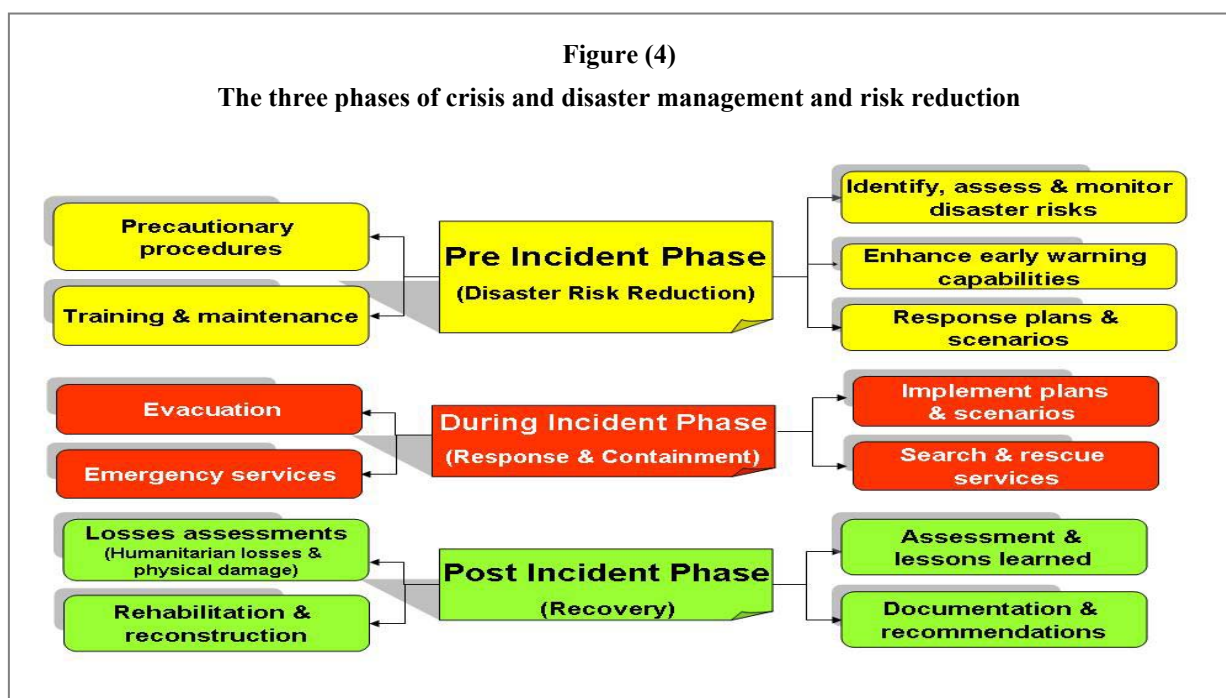 Figure (4)
The three phases of crisis and disaster management and risk reduction
Precautionary
procedures
Training & maintenance
Pre Incident Phase
(Disaster Risk Reduction)
Identify, assess & monitor
disaster risks
Enhance early warning
capabilities
Response plans &
scenarios
Evacuation
Emergency services
During Incident Phase
(Response & Containment)
Implement plans
& scenarios
Search & rescue
services
Losses assessments
(Humanitarian losses &
physical damage)
Rehabilitation &
reconstruction
Post Incident Phase
(Recovery)
Assessment &
lessons learned
Documentation &
recommendations